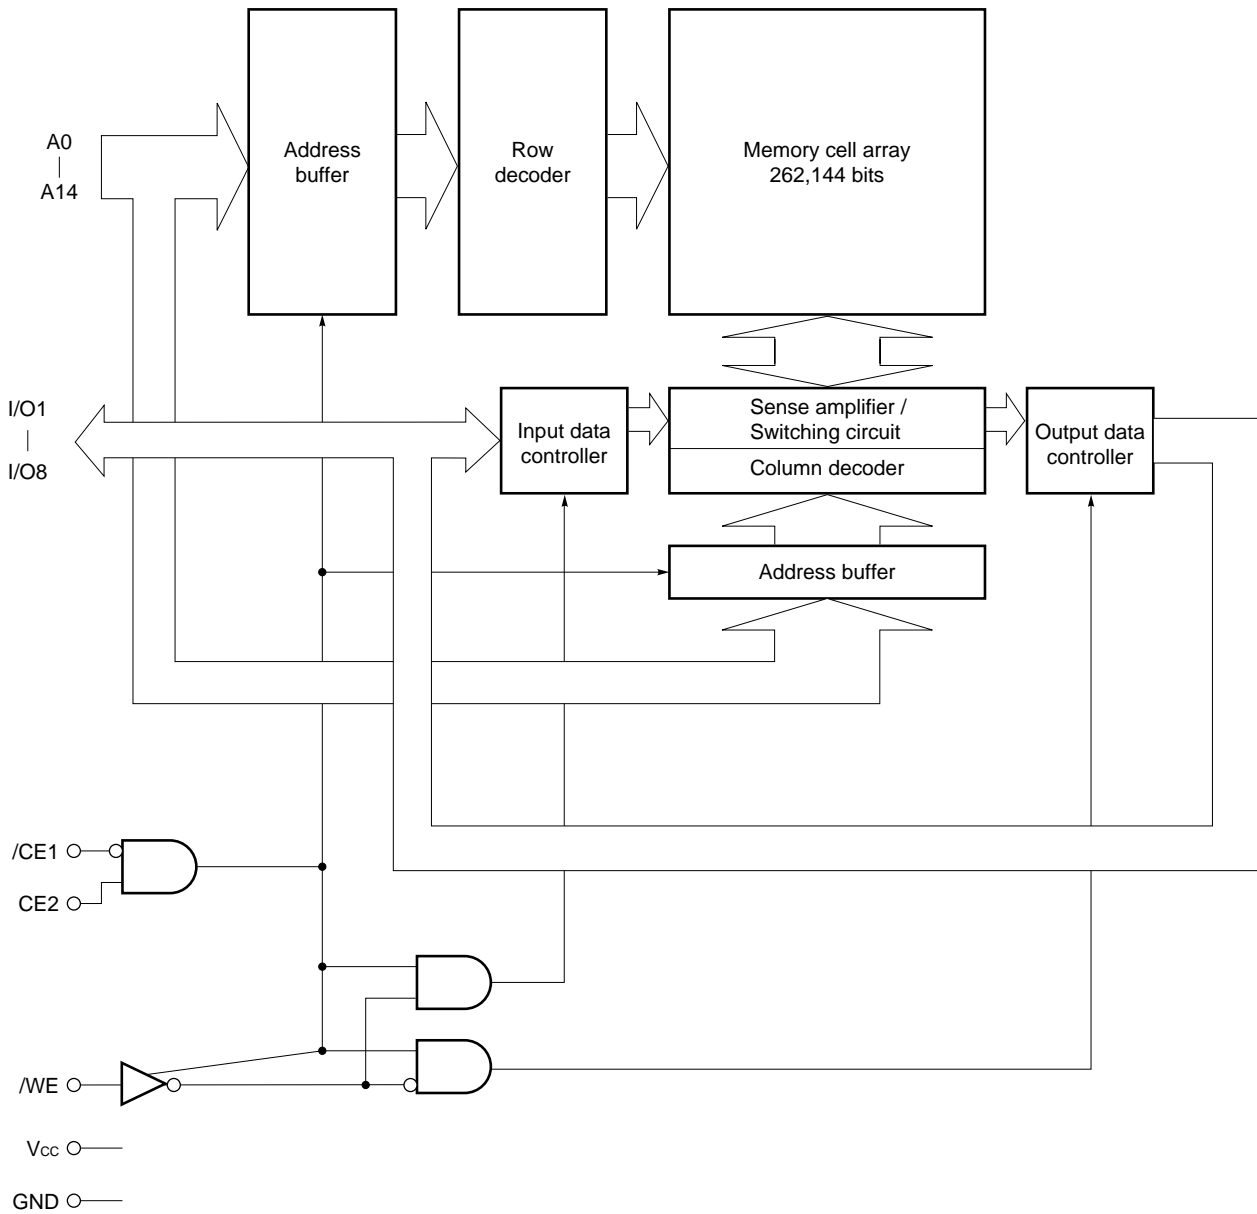 A0
A14
Address
buffer
Row
decoder
Memory cell array
262,144 bits
I/O1
I/O8
Input data
controller
Sense amplifier /
Switching circuit
Column decoder
Output data
controller
Address buffer
/CE1
CE2
/WE
VCC
GND